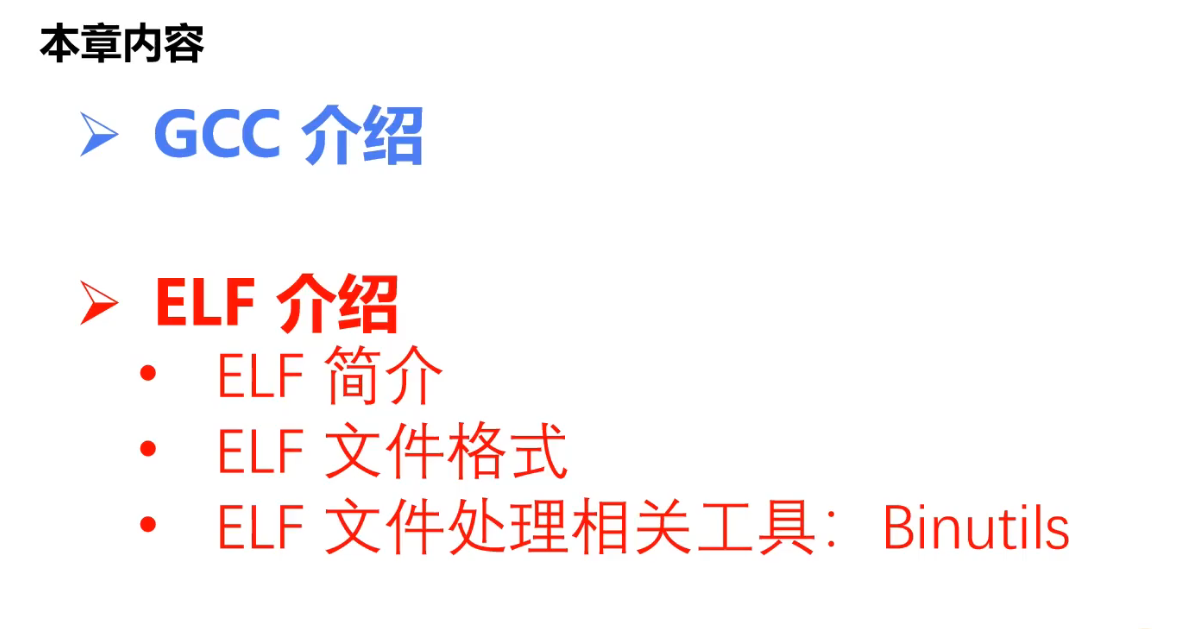 本章内容
➢ GCC 介绍
➢ ELF 介绍
• ELF 简介
• ELF 文件格式
• ELF 文件处理相关工具：Binutils